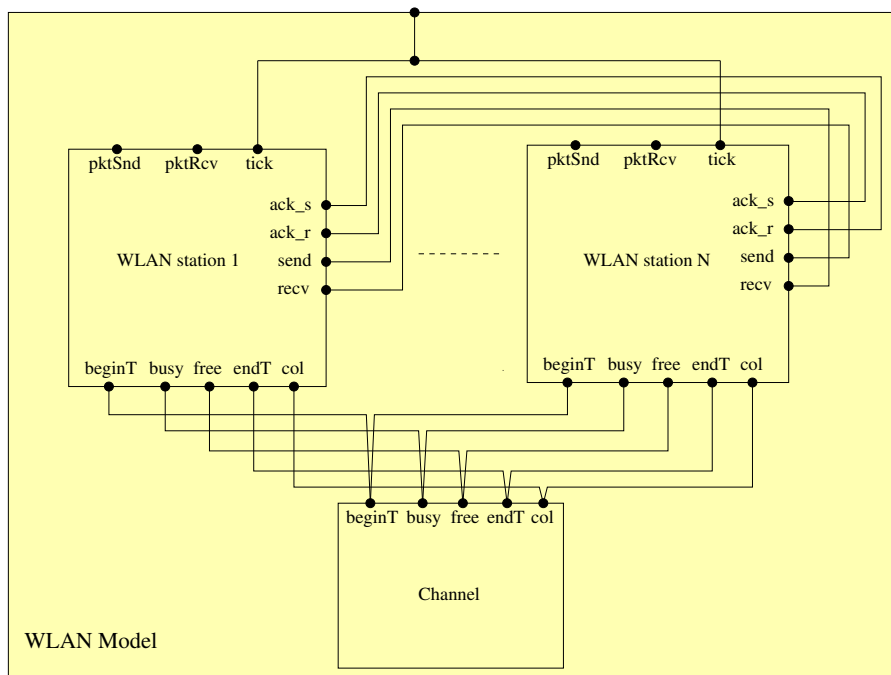 pktSnd pktRcv tick
ack_s
ack_r
WLAN station 1
send
recv
beginT busy free endT col
pktSnd pktRcv tick
ack_s
ack_r
WLAN station N
send
recv
beginT busy free endT col
beginT busy free endT col
Channel
WLAN Model